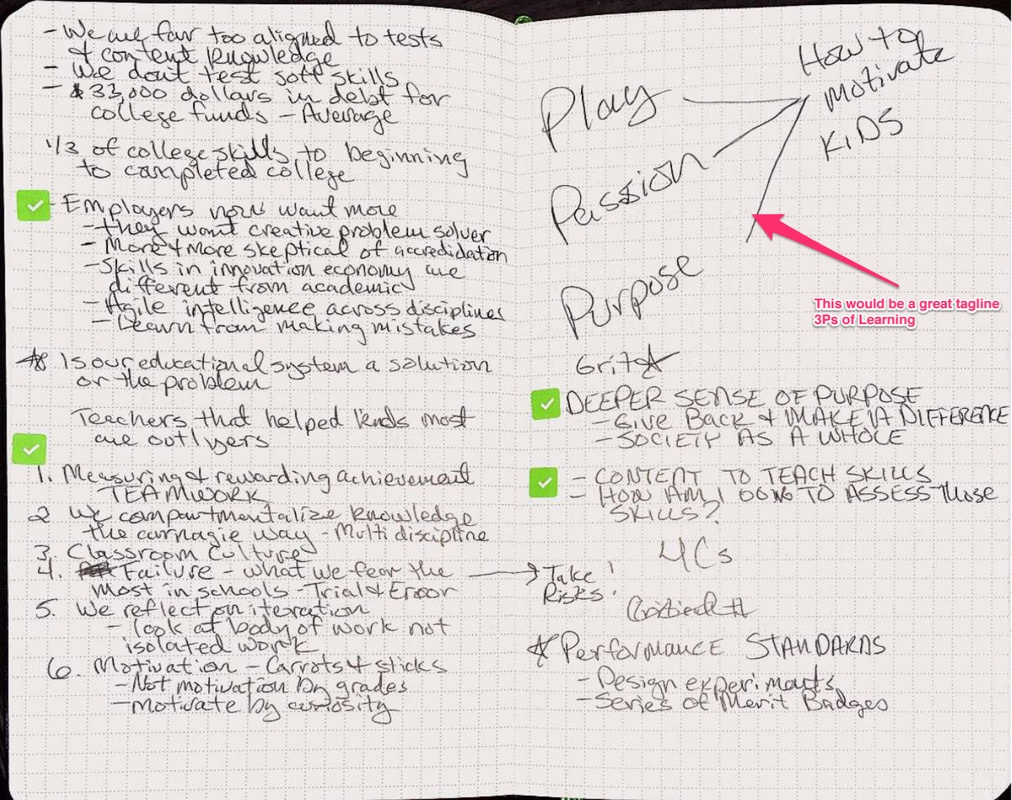 - We are far too aligned to tests
& content knowledge
- We dont test soft skills
- $33,000 dollars in debt for
college funds - Average
1/3 of college skills to beginning
to completed college
- Employers now want more
- they want creative problem solver
- More & more skeptical of accredidation
- Skills in innovation economy are
different from academic
- Agile intelligence across disciplines
- Learn from making mistakes
* Is our educational system a solution
or the problem
Teachers that helped kids most
are outlyers
1. Measuring & rewarding achievement
TEAMWORK
2 We compartmentalize knowledge
the carnagie way - Multi discipline
3. Classroom Culture
4. Failure - what we fear the
most in schools - Trial & Error
5. We reflect on iteration
- look at body of work not
isolated work
6. Motivation - Carrots & sticks
- Not motivation by grades
- motivate by curiosity
Play
Passion
Purpose
How to
motivate
KiDS
This would be a great tagline
3Ps of Learning
Grit
DEEPER SENSE OF PURPOSE
- GIVE BACK & MAKE A DIFFERENCE
- SOCIETY AS A WHOLE
- CONTENT TO TEACH SKILLS
- HOW AM I GOING TO ASSESS those
SKILLS?
4Cs
Take !
Risks!
* PERFORMANCE STANDARDS
- Design experiments
- Series of Merit Badges